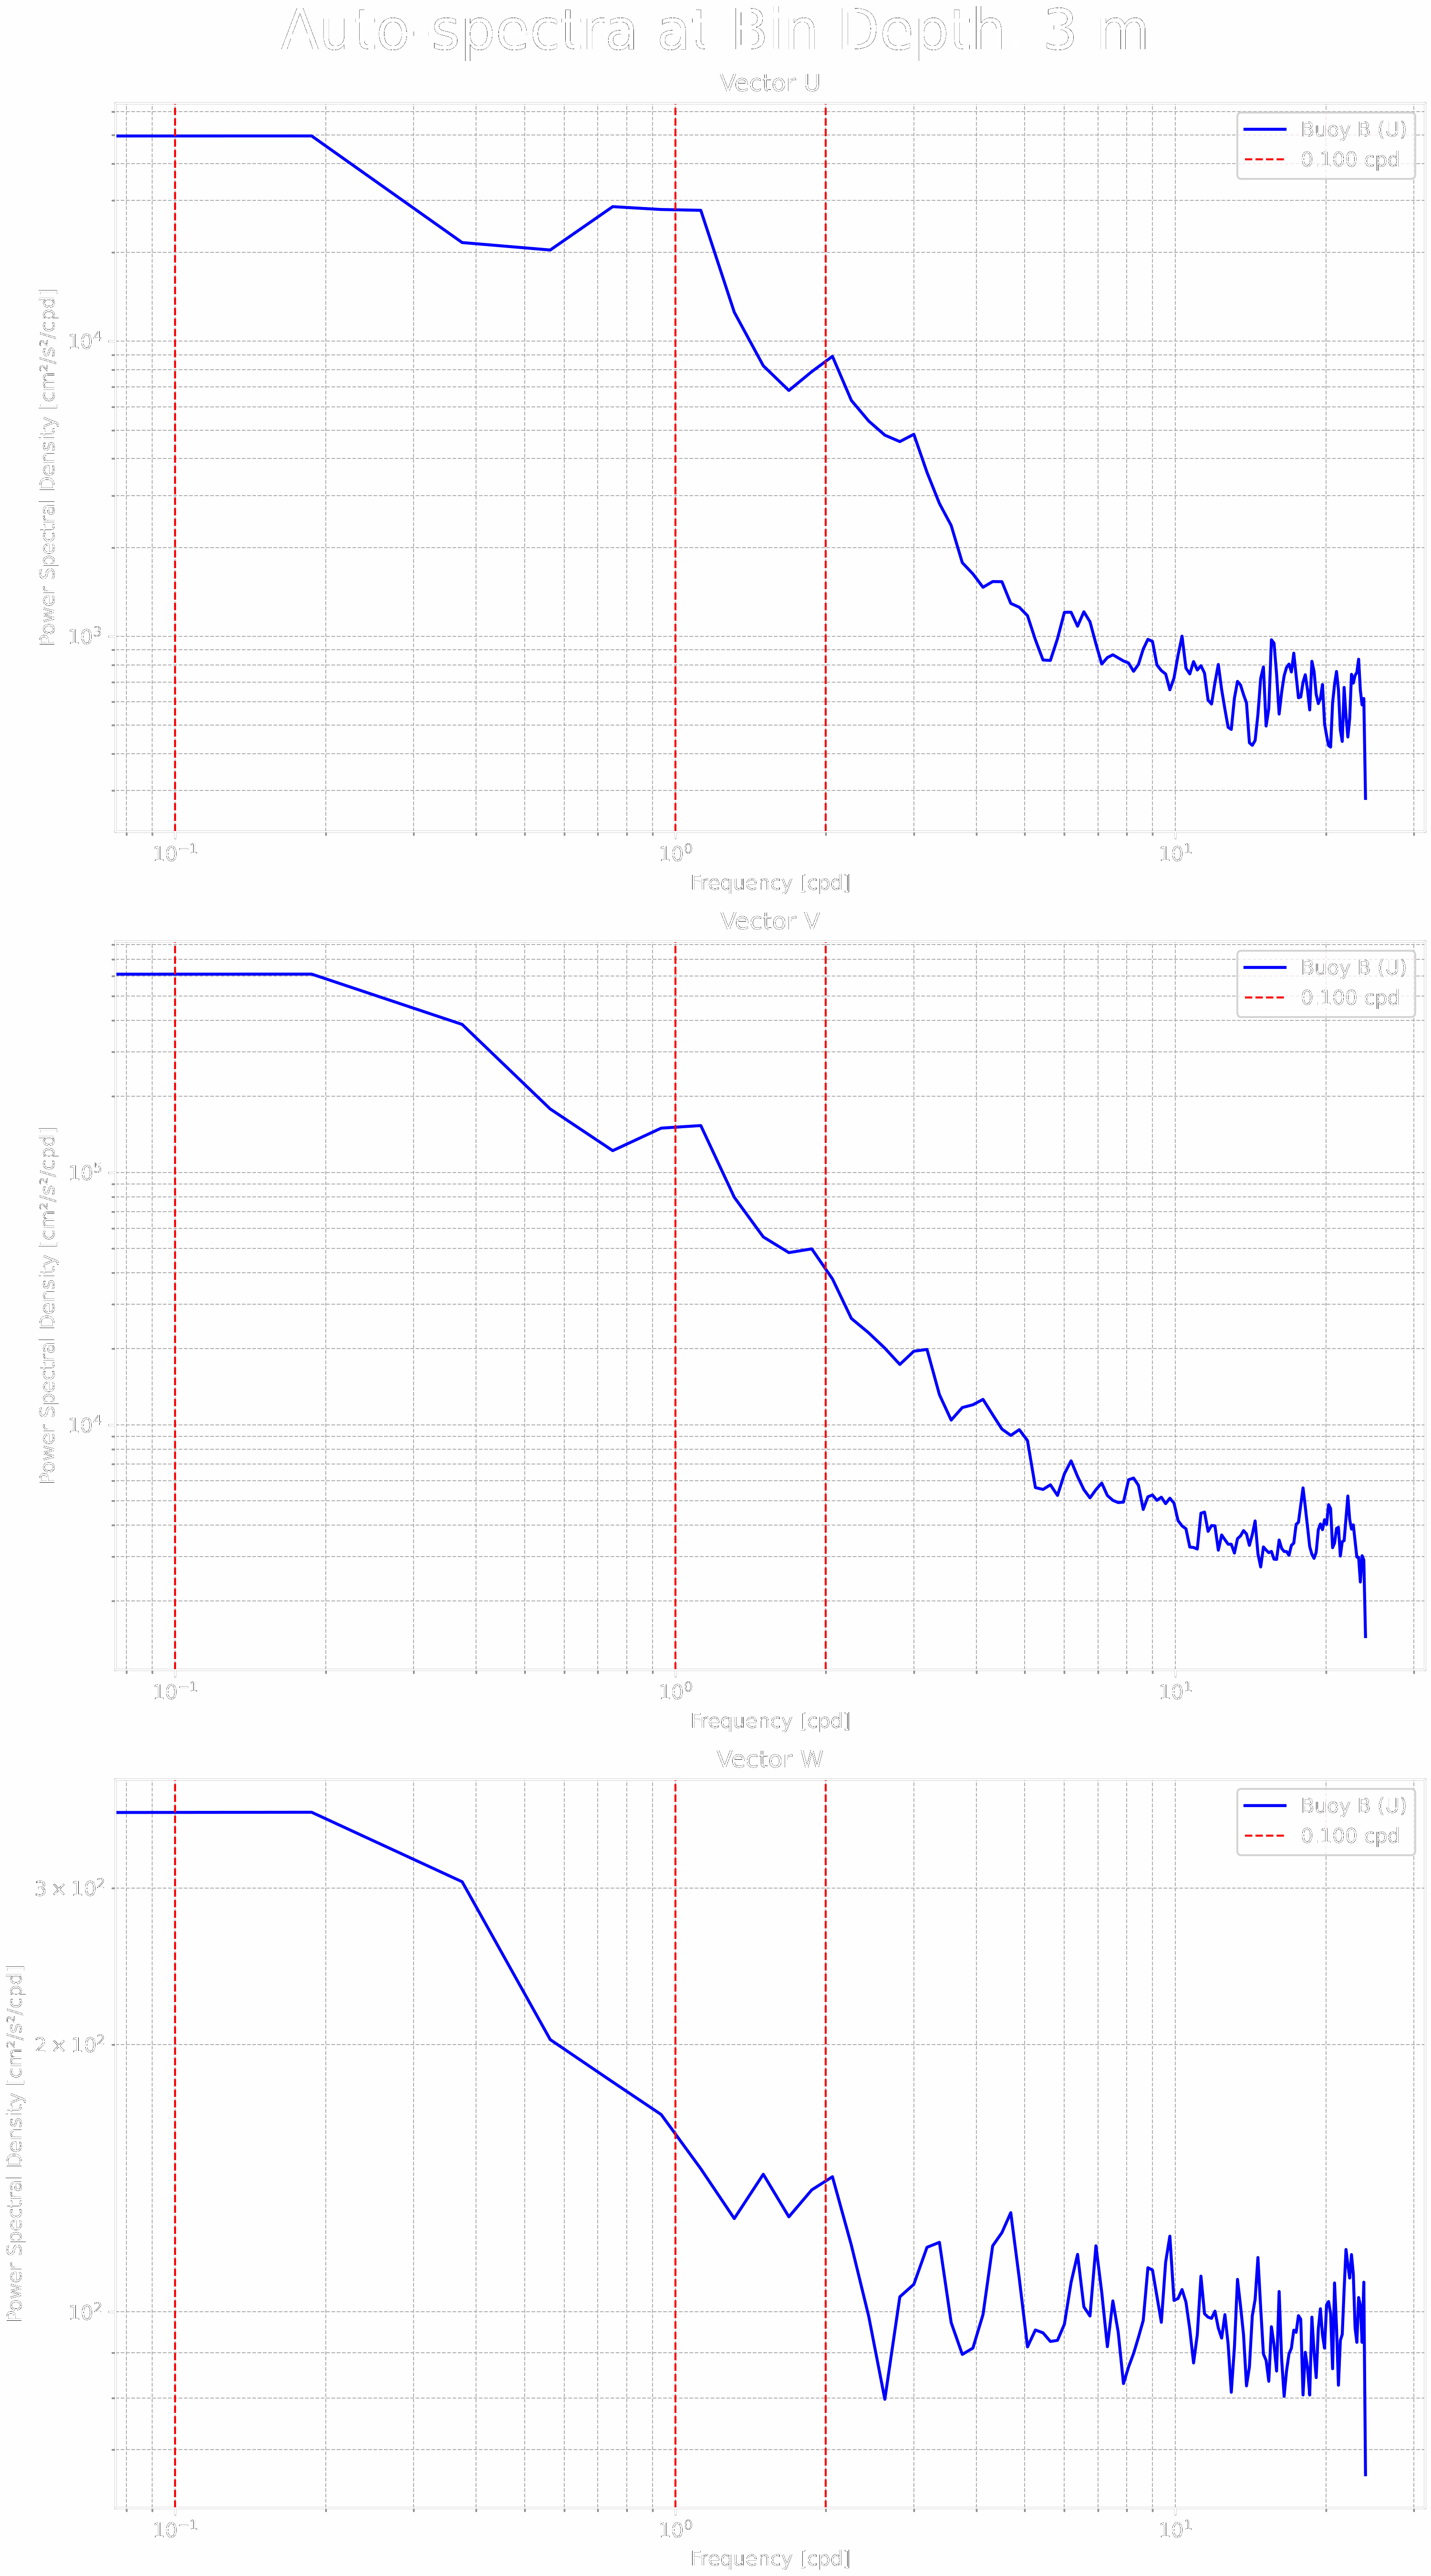 Auto-spectra at Bin Depth -3 m
Vector U
Buoy B (U)
0.100 cpd
Power Spectral Density [cm²/s²/cpd]
10⁴
10³
10⁻¹
10⁰
10¹
Frequency [cpd]
Vector V
Buoy B (U)
0.100 cpd
Power Spectral Density [cm²/s²/cpd]
10⁵
10⁴
10⁻¹
10⁰
10¹
Frequency [cpd]
Vector W
Buoy B (U)
0.100 cpd
Power Spectral Density [cm²/s²/cpd]
3 × 10²
2 × 10²
10²
10⁻¹
10⁰
10¹
Frequency [cpd]